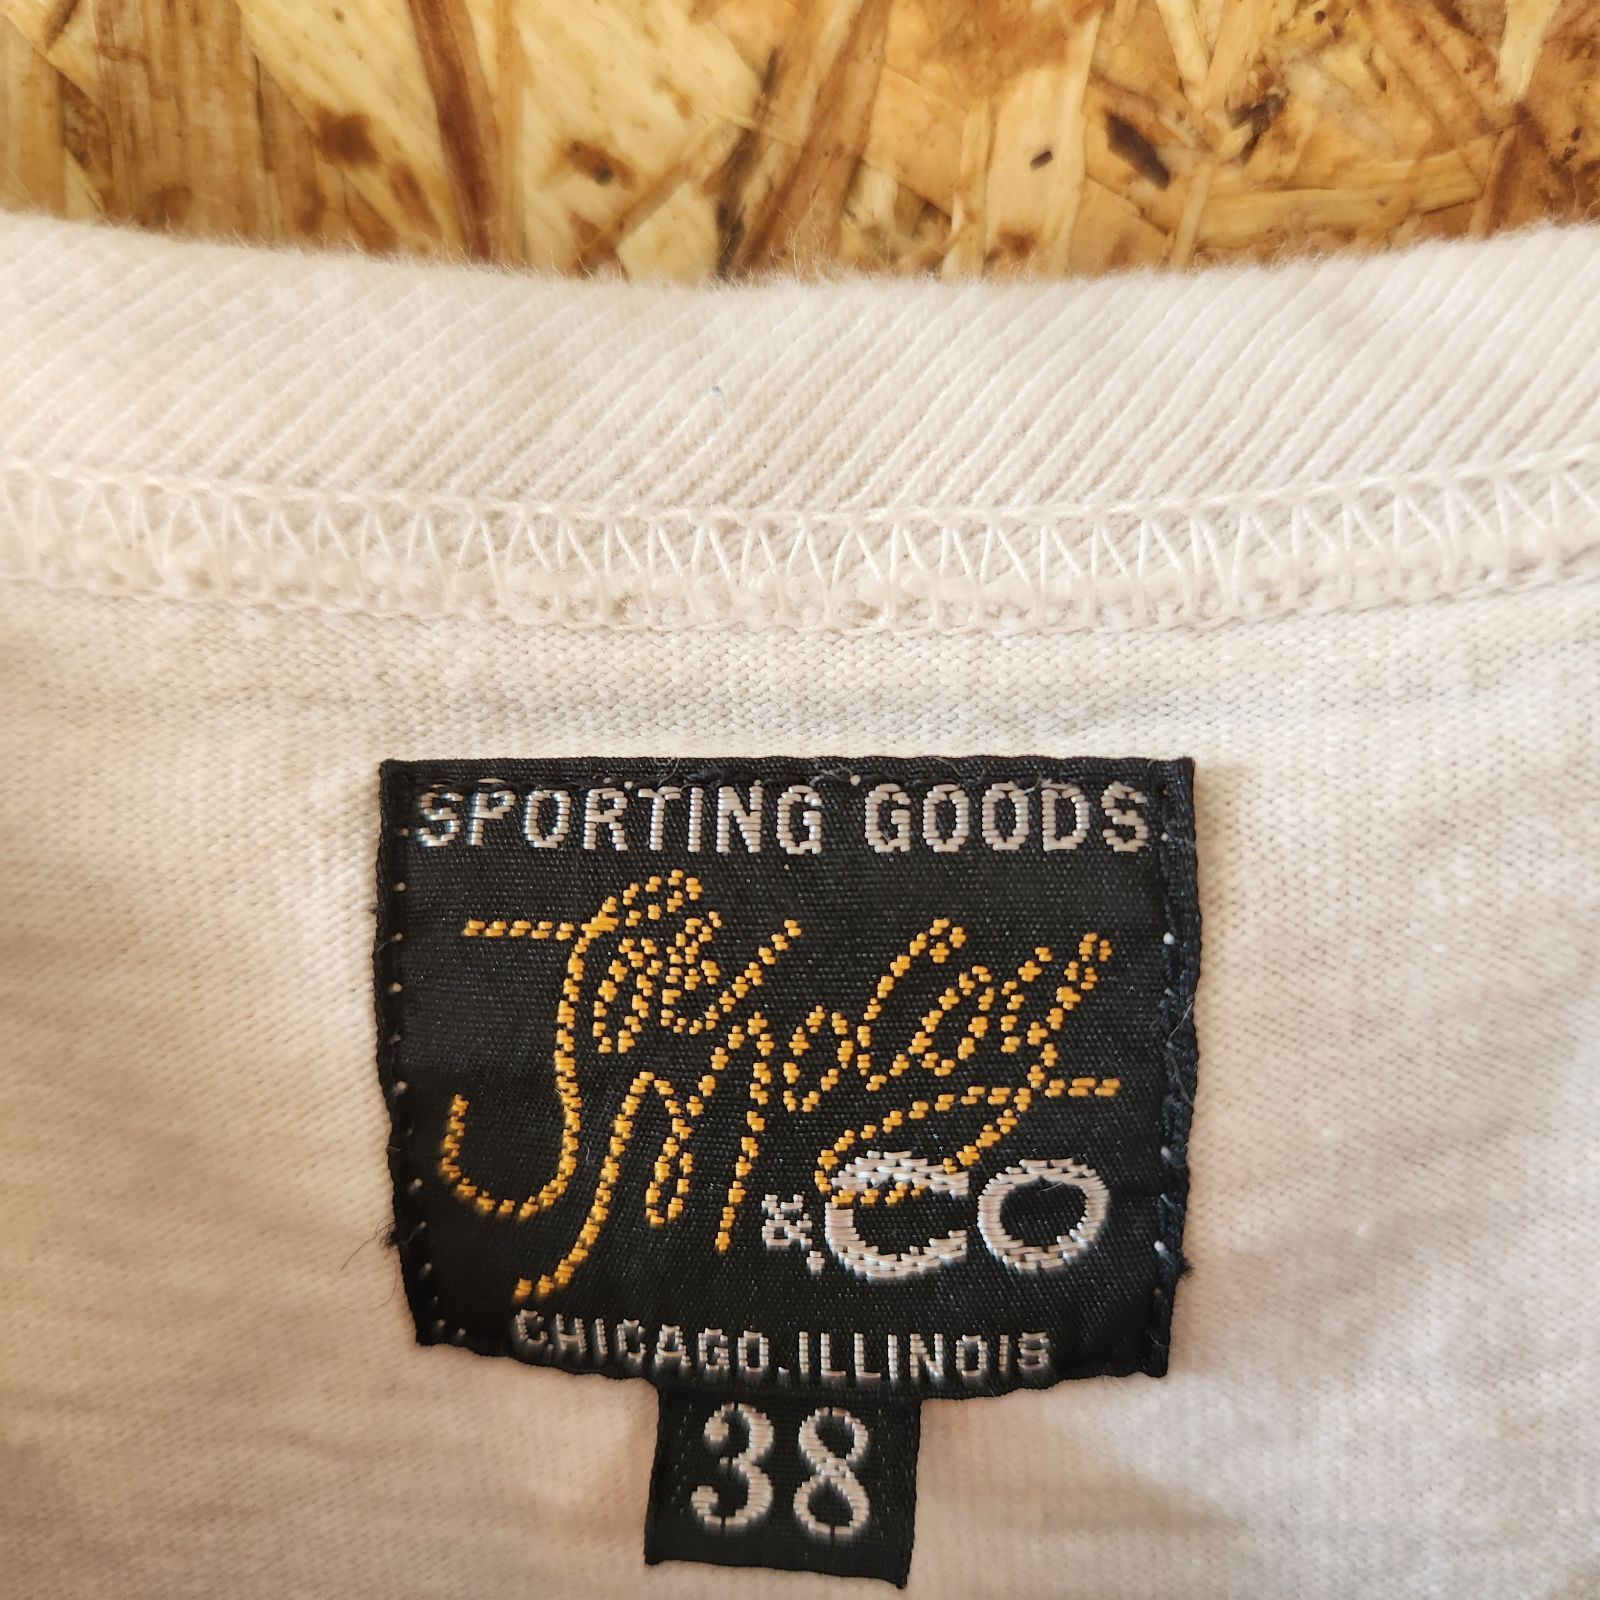 SPORTING GOODS
Joe McCoy
&. CO
CHICAGO.ILLINOIS
38